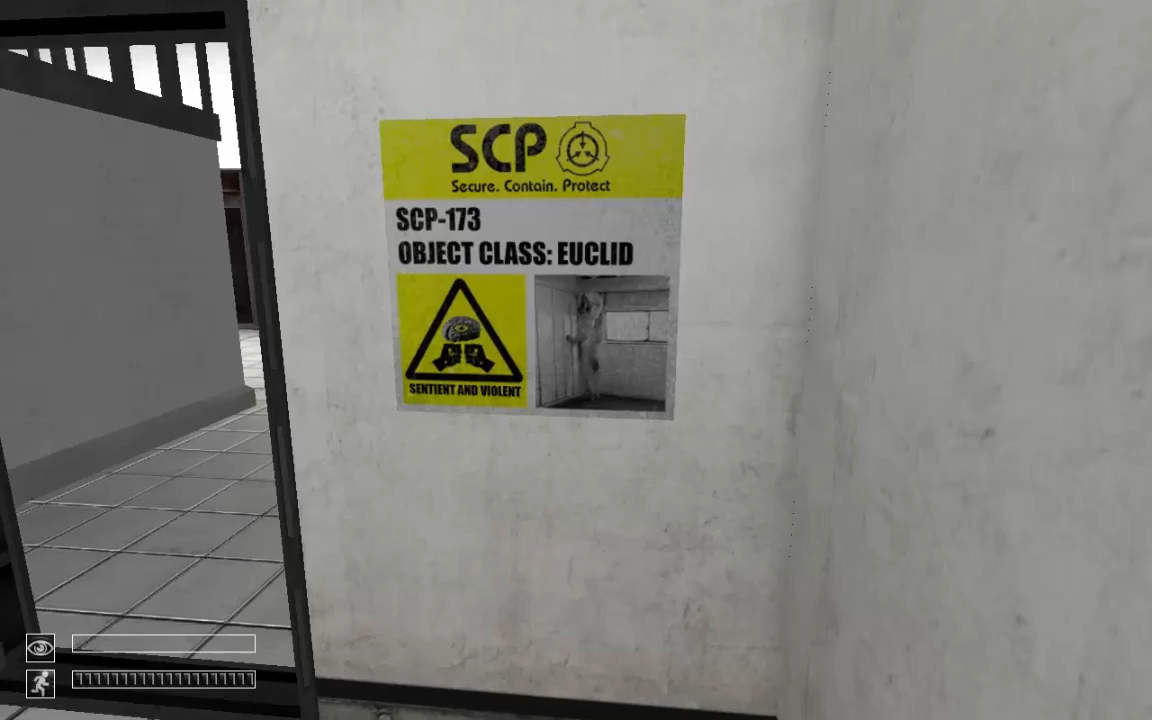 SCP
Secure. Contain. Protect
SCP-173
OBJECT CLASS: EUCLID
SENTIENT AND VIOLENT